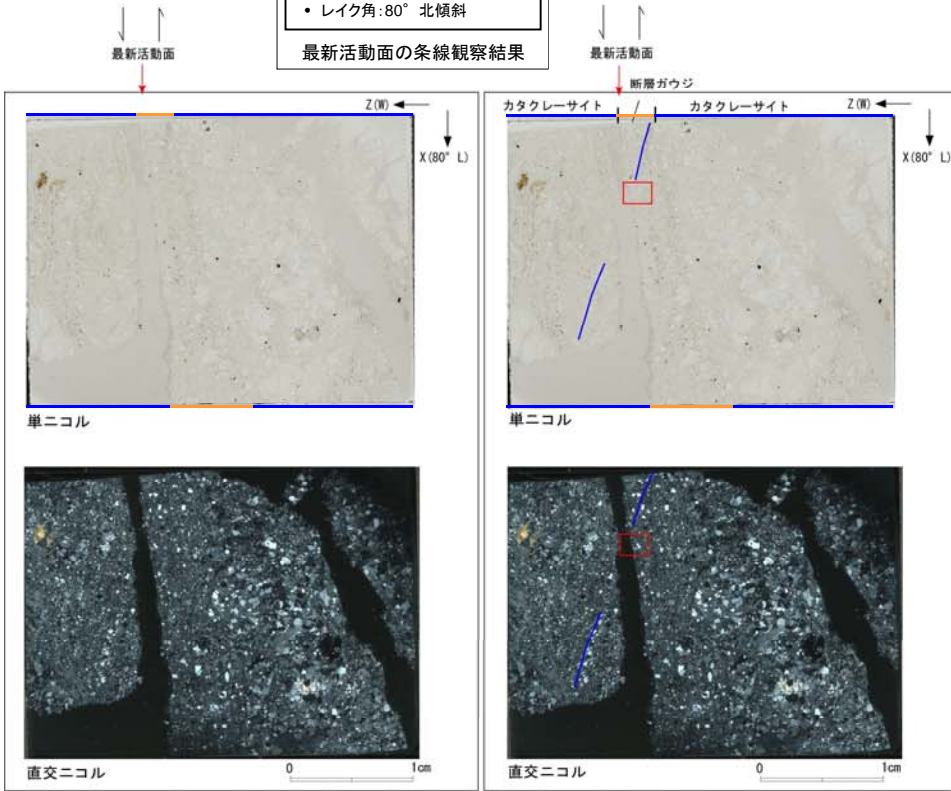 • レイク角:80° 北傾斜
最新活動面の条線観察結果
最新活動面
Z(W)
X(80° L)
単ニコル
直交ニコル
0 1cm
最新活動面
断層ガウジ
カタクレーサイト カタクレーサイト Z(W)
X(80° L)
単ニコル
直交ニコル
0 1cm